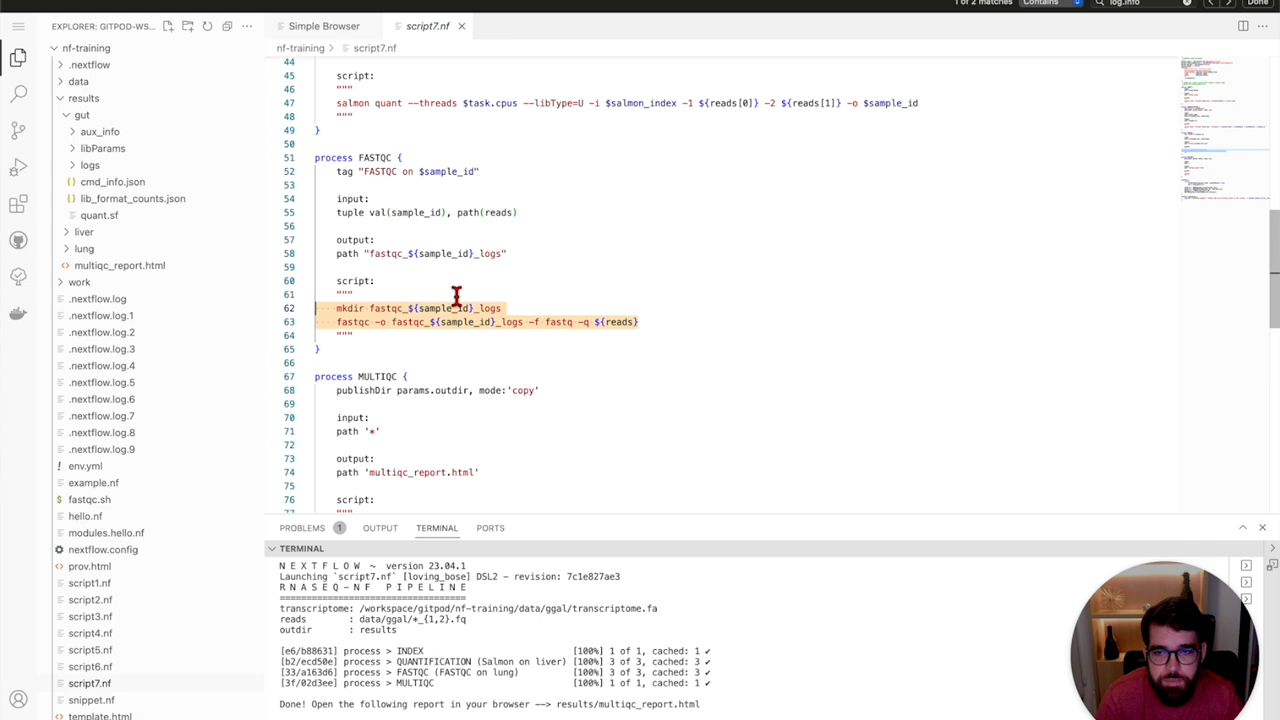 1 of 2 matches
Contains
log.info
Done
EXPLORER: GITPOD-WS...
Simple Browser
script7.nf
nf-training
.nextflow
data
results
gut
aux_info
libParams
logs
cmd_info.json
lib_format_counts.json
quant.sf
liver
lung
multiqc_report.html
work
.nextflow.log
.nextflow.log.1
.nextflow.log.2
.nextflow.log.3
.nextflow.log.4
.nextflow.log.5
.nextflow.log.6
.nextflow.log.7
.nextflow.log.8
.nextflow.log.9
env.yml
example.nf
fastqc.sh
hello.nf
modules.hello.nf
nextflow.config
prov.html
script1.nf
script2.nf
script3.nf
script4.nf
script5.nf
script6.nf
script7.nf
snippet.nf
template.html
nf-training > script7.nf
44
45 script:
46 """
47 salmon quant --threads $task.cpus --libType=U -i $salmon_index -1 ${reads[0]} -2 ${reads[1]} -o $sample_id
48 """
49 }
50
51 process FASTQC {
52 tag "FASTQC on $sample_id"
53
54 input:
55 tuple val(sample_id), path(reads)
56
57 output:
58 path "fastqc_${sample_id}_logs"
59
60 script:
61 """
62 mkdir fastqc_${sample_id}_logs
63 fastqc -o fastqc_${sample_id}_logs -f fastq -q ${reads}
64 """
65 }
66
67 process MULTIQC {
68 publishDir params.outdir, mode:'copy'
69
70 input:
71 path '*'
72
73 output:
74 path 'multiqc_report.html'
75
76 script:
77 """
PROBLEMS 1 OUTPUT TERMINAL PORTS
TERMINAL
N E X T F L O W ~ version 23.04.1
Launching `script7.nf` [loving_bose] DSL2 - revision: 7c1e827ae3
R N A S E Q - N F   P I P E L I N E
===================================
transcriptome: /workspace/gitpod/nf-training/data/ggal/transcriptome.fa
reads : data/ggal/*_{1,2}.fq
outdir : results
[e6/b88631] process > INDEX [100%] 1 of 1, cached: 1 ✔
[b2/ecd50e] process > QUANTIFICATION (Salmon on liver) [100%] 3 of 3, cached: 3 ✔
[33/a163d6] process > FASTQC (FASTQC on lung) [100%] 3 of 3, cached: 3 ✔
[3f/02d3ee] process > MULTIQC [100%] 1 of 1, cached: 1 ✔
Done! Open the following report in your browser --> results/multiqc_report.html